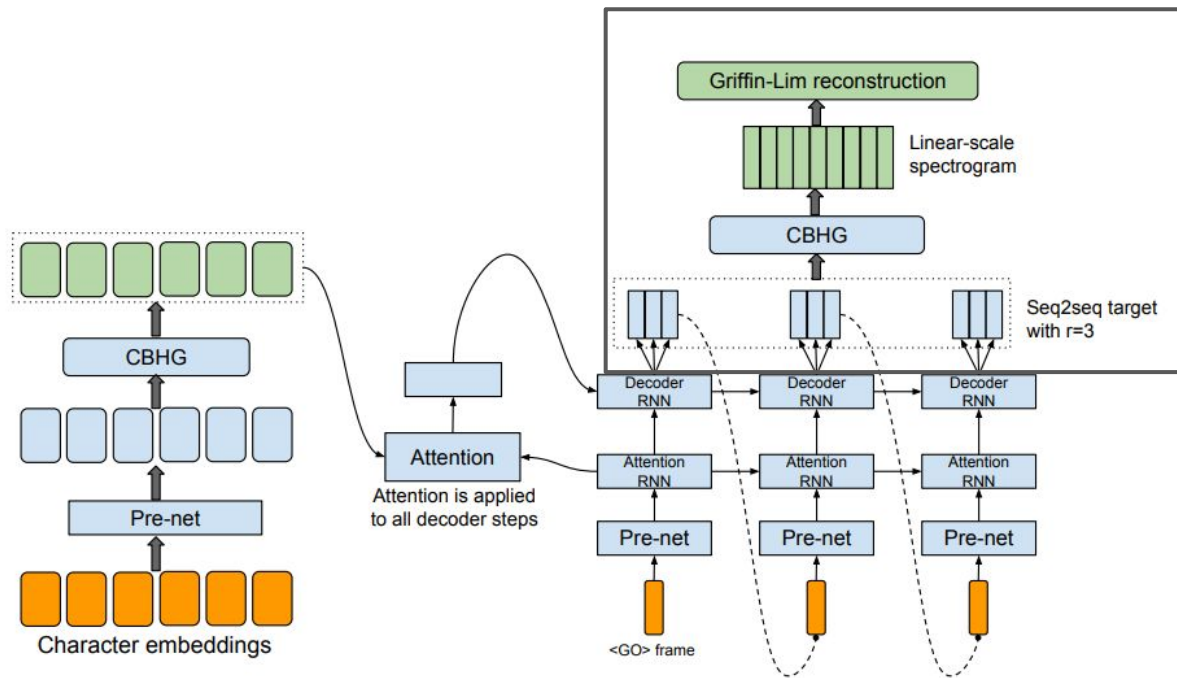 Griffin-Lim reconstruction
Linear-scale
spectrogram
CBHG
Seq2seq target
with r=3
CBHG
Decoder
RNN
Decoder
RNN
Decoder
RNN
Attention
Attention
RNN
Attention
RNN
Attention
RNN
Attention is applied
to all decoder steps
Pre-net
Pre-net
Pre-net
Pre-net
Character embeddings
<GO> frame